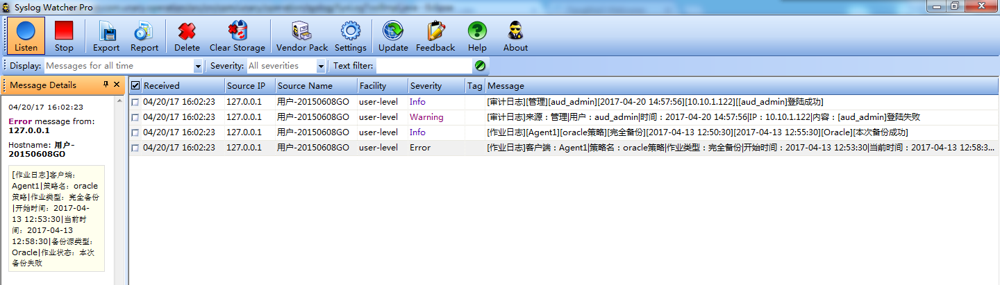 Syslog Watcher Pro
Listen Stop Export Report Delete Clear Storage Vendor Pack Settings Update Feedback Help About
Display: Messages for all time Severity: All severities Text filter:
Message Details
04/20/17 16:02:23
Error message from:
127.0.0.1
Hostname: 用户-
20150608GO
[作业日志]客户端:
Agent1|策略名：oracle
策略|作业类型：完全备份
|开始时间：2017-04-
13 12:53:30|当前时
间：2017-04-13
12:58:30|备份源类型:
Oracle|作业状态：本次
备份失败
Received Source IP Source Name Facility Severity Tag Message
04/20/17 16:02:23 127.0.0.1 用户-20150608GO user-level Info [审计日志][管理][aud_admin][2017-04-20 14:57:56][10.10.1.122][[aud_admin]登陆成功]
04/20/17 16:02:23 127.0.0.1 用户-20150608GO user-level Warning [审计日志]来源：管理|用户：aud_admin|时间：2017-04-20 14:57:56|IP：10.10.1.122|内容：[aud_admin]登陆失败
04/20/17 16:02:23 127.0.0.1 用户-20150608GO user-level Info [作业日志][Agent1][oracle策略][完全备份][2017-04-13 12:50:30][2017-04-13 12:55:30][Oracle][本次备份成功]
04/20/17 16:02:23 127.0.0.1 用户-20150608GO user-level Error [作业日志]客户端：Agent1|策略名：oracle策略|作业类型：完全备份|开始时间：2017-04-13 12:53:30|当前时间：2017-04-13 12:58:3...